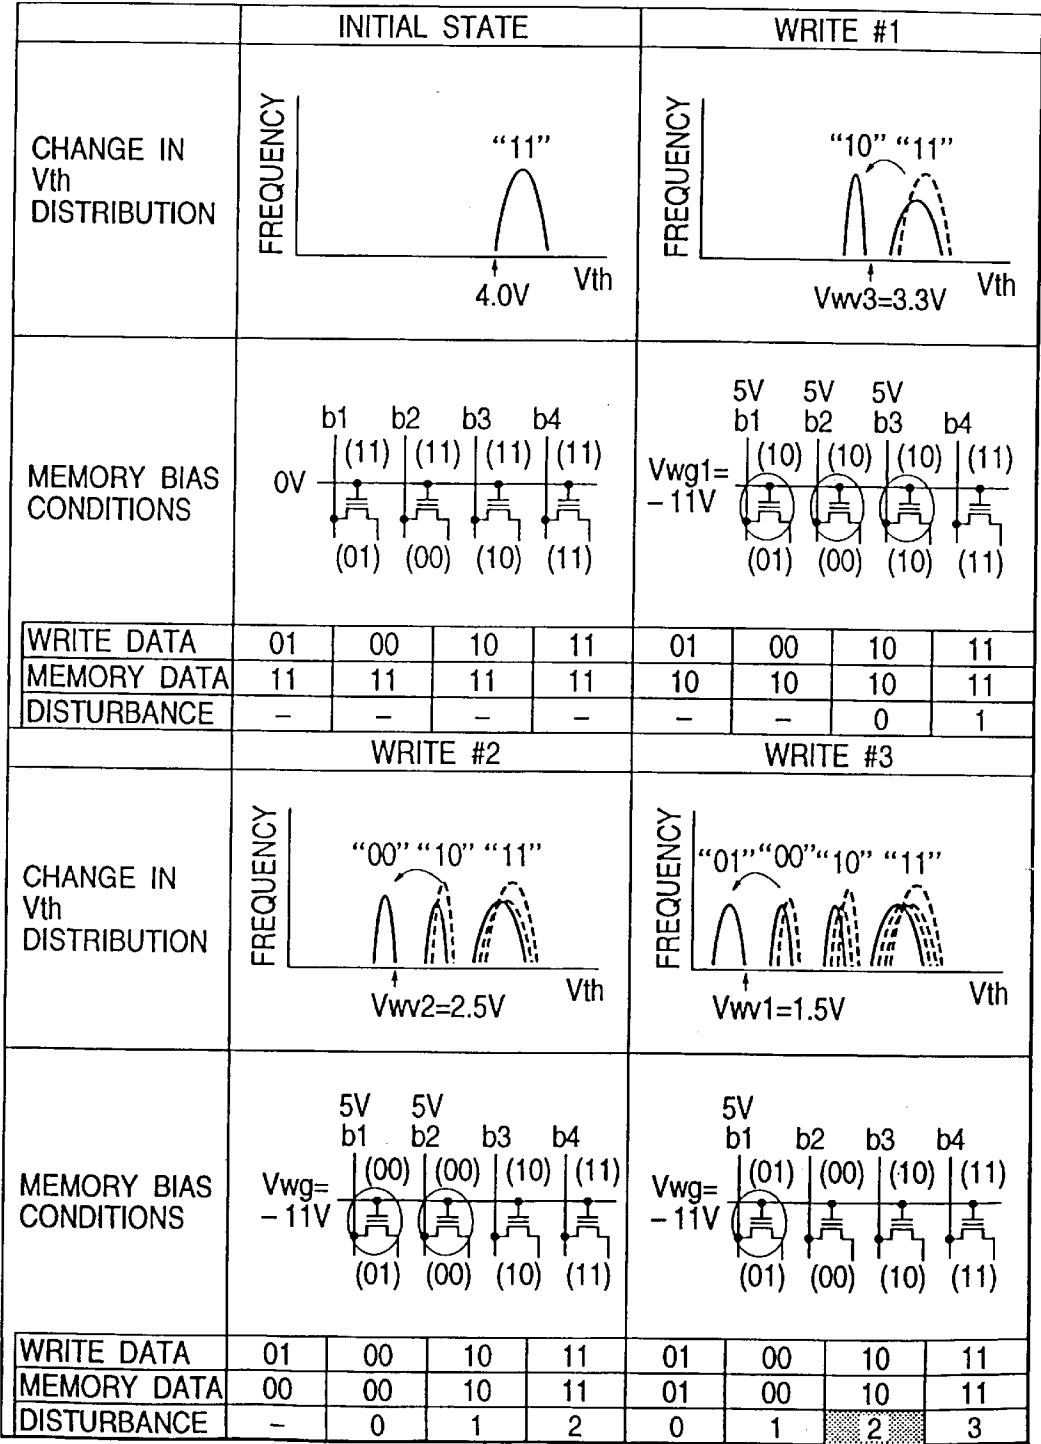 INITIAL STATE
WRITE #1
CHANGE IN
Vth
DISTRIBUTION
FREQUENCY
"11"
4.0V
Vth
FREQUENCY
"10" "11"
Vwv3=3.3V
Vth
MEMORY BIAS
CONDITIONS
b1 b2 b3 b4
(11) (11) (11) (11)
0V
(01) (00) (10) (11)
5V 5V 5V
b1 b2 b3 b4
(10) (10) (10) (11)
Vwg1=
-11V
(01) (00) (10) (11)
WRITE DATA 01 00 10 11 01 00 10 11
MEMORY DATA 11 11 11 11 10 10 10 11
DISTURBANCE – – – – – – 0 1
WRITE #2
WRITE #3
CHANGE IN
Vth
DISTRIBUTION
FREQUENCY
"00" "10" "11"
Vwv2=2.5V
Vth
FREQUENCY
"01" "00" "10" "11"
Vwv1=1.5V
Vth
MEMORY BIAS
CONDITIONS
5V 5V
b1 b2 b3 b4
(00) (00) (10) (11)
Vwg=
-11V
(01) (00) (10) (11)
5V
b1 b2 b3 b4
(01) (00) (10) (11)
Vwg=
-11V
(01) (00) (10) (11)
WRITE DATA 01 00 10 11 01 00 10 11
MEMORY DATA 00 00 10 11 01 00 10 11
DISTURBANCE – 0 1 2 0 1 2 3